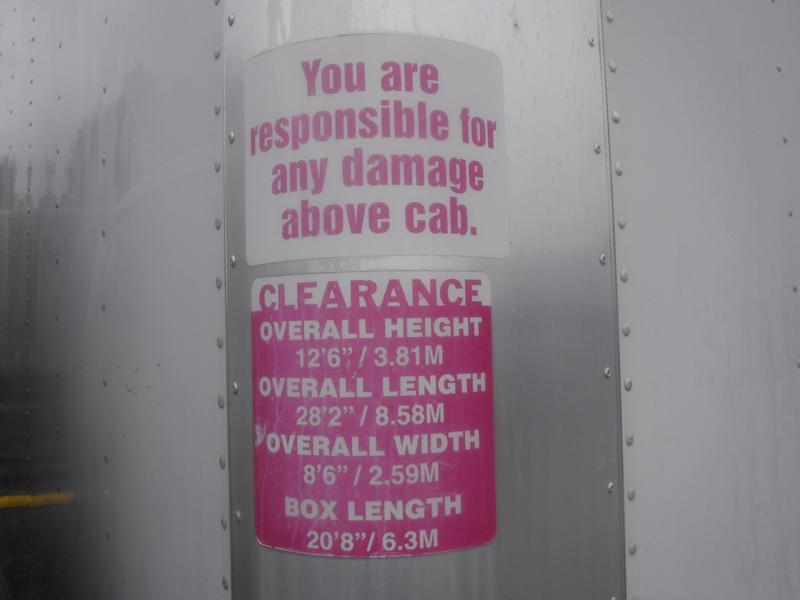 You are
responsible for
any damage
above cab.
CLEARANCE
OVERALL HEIGHT
12'6" / 3.81M
OVERALL LENGTH
28'2" / 8.58M
OVERALL WIDTH
8'6" / 2.59M
BOX LENGTH
20'8"/ 6.3M